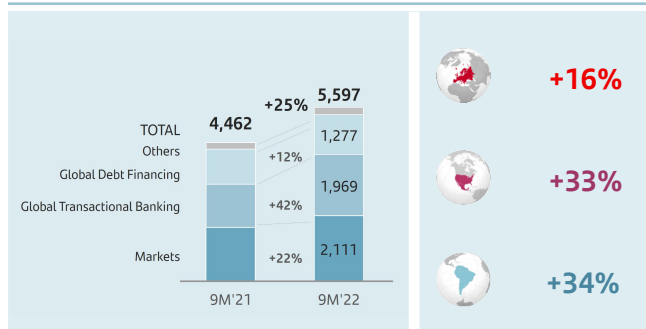 +25%
5,597
4,462
TOTAL
Others
1,277
Global Debt Financing
+12%
1,969
Global Transactional Banking
+42%
Markets
+22%
2,111
9M'21
9M'22
+16%
+33%
+34%